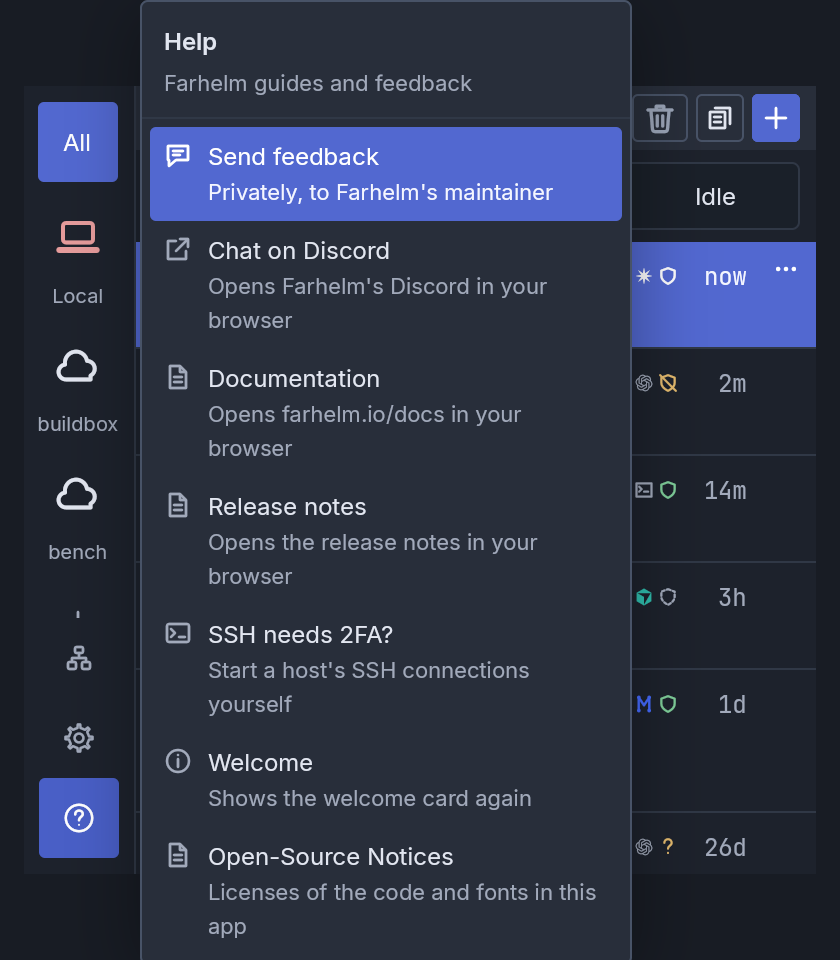 Help
Farhelm guides and feedback
All
Send feedback
Privately, to Farhelm's maintainer
Idle
Chat on Discord
Opens Farhelm's Discord in your
browser
now
Local
Documentation
Opens farhelm.io/docs in your
browser
2m
buildbox
Release notes
Opens the release notes in your
browser
14m
bench
SSH needs 2FA?
Start a host's SSH connections
yourself
3h
1d
Welcome
Shows the welcome card again
Open-Source Notices
Licenses of the code and fonts in this
app
26d